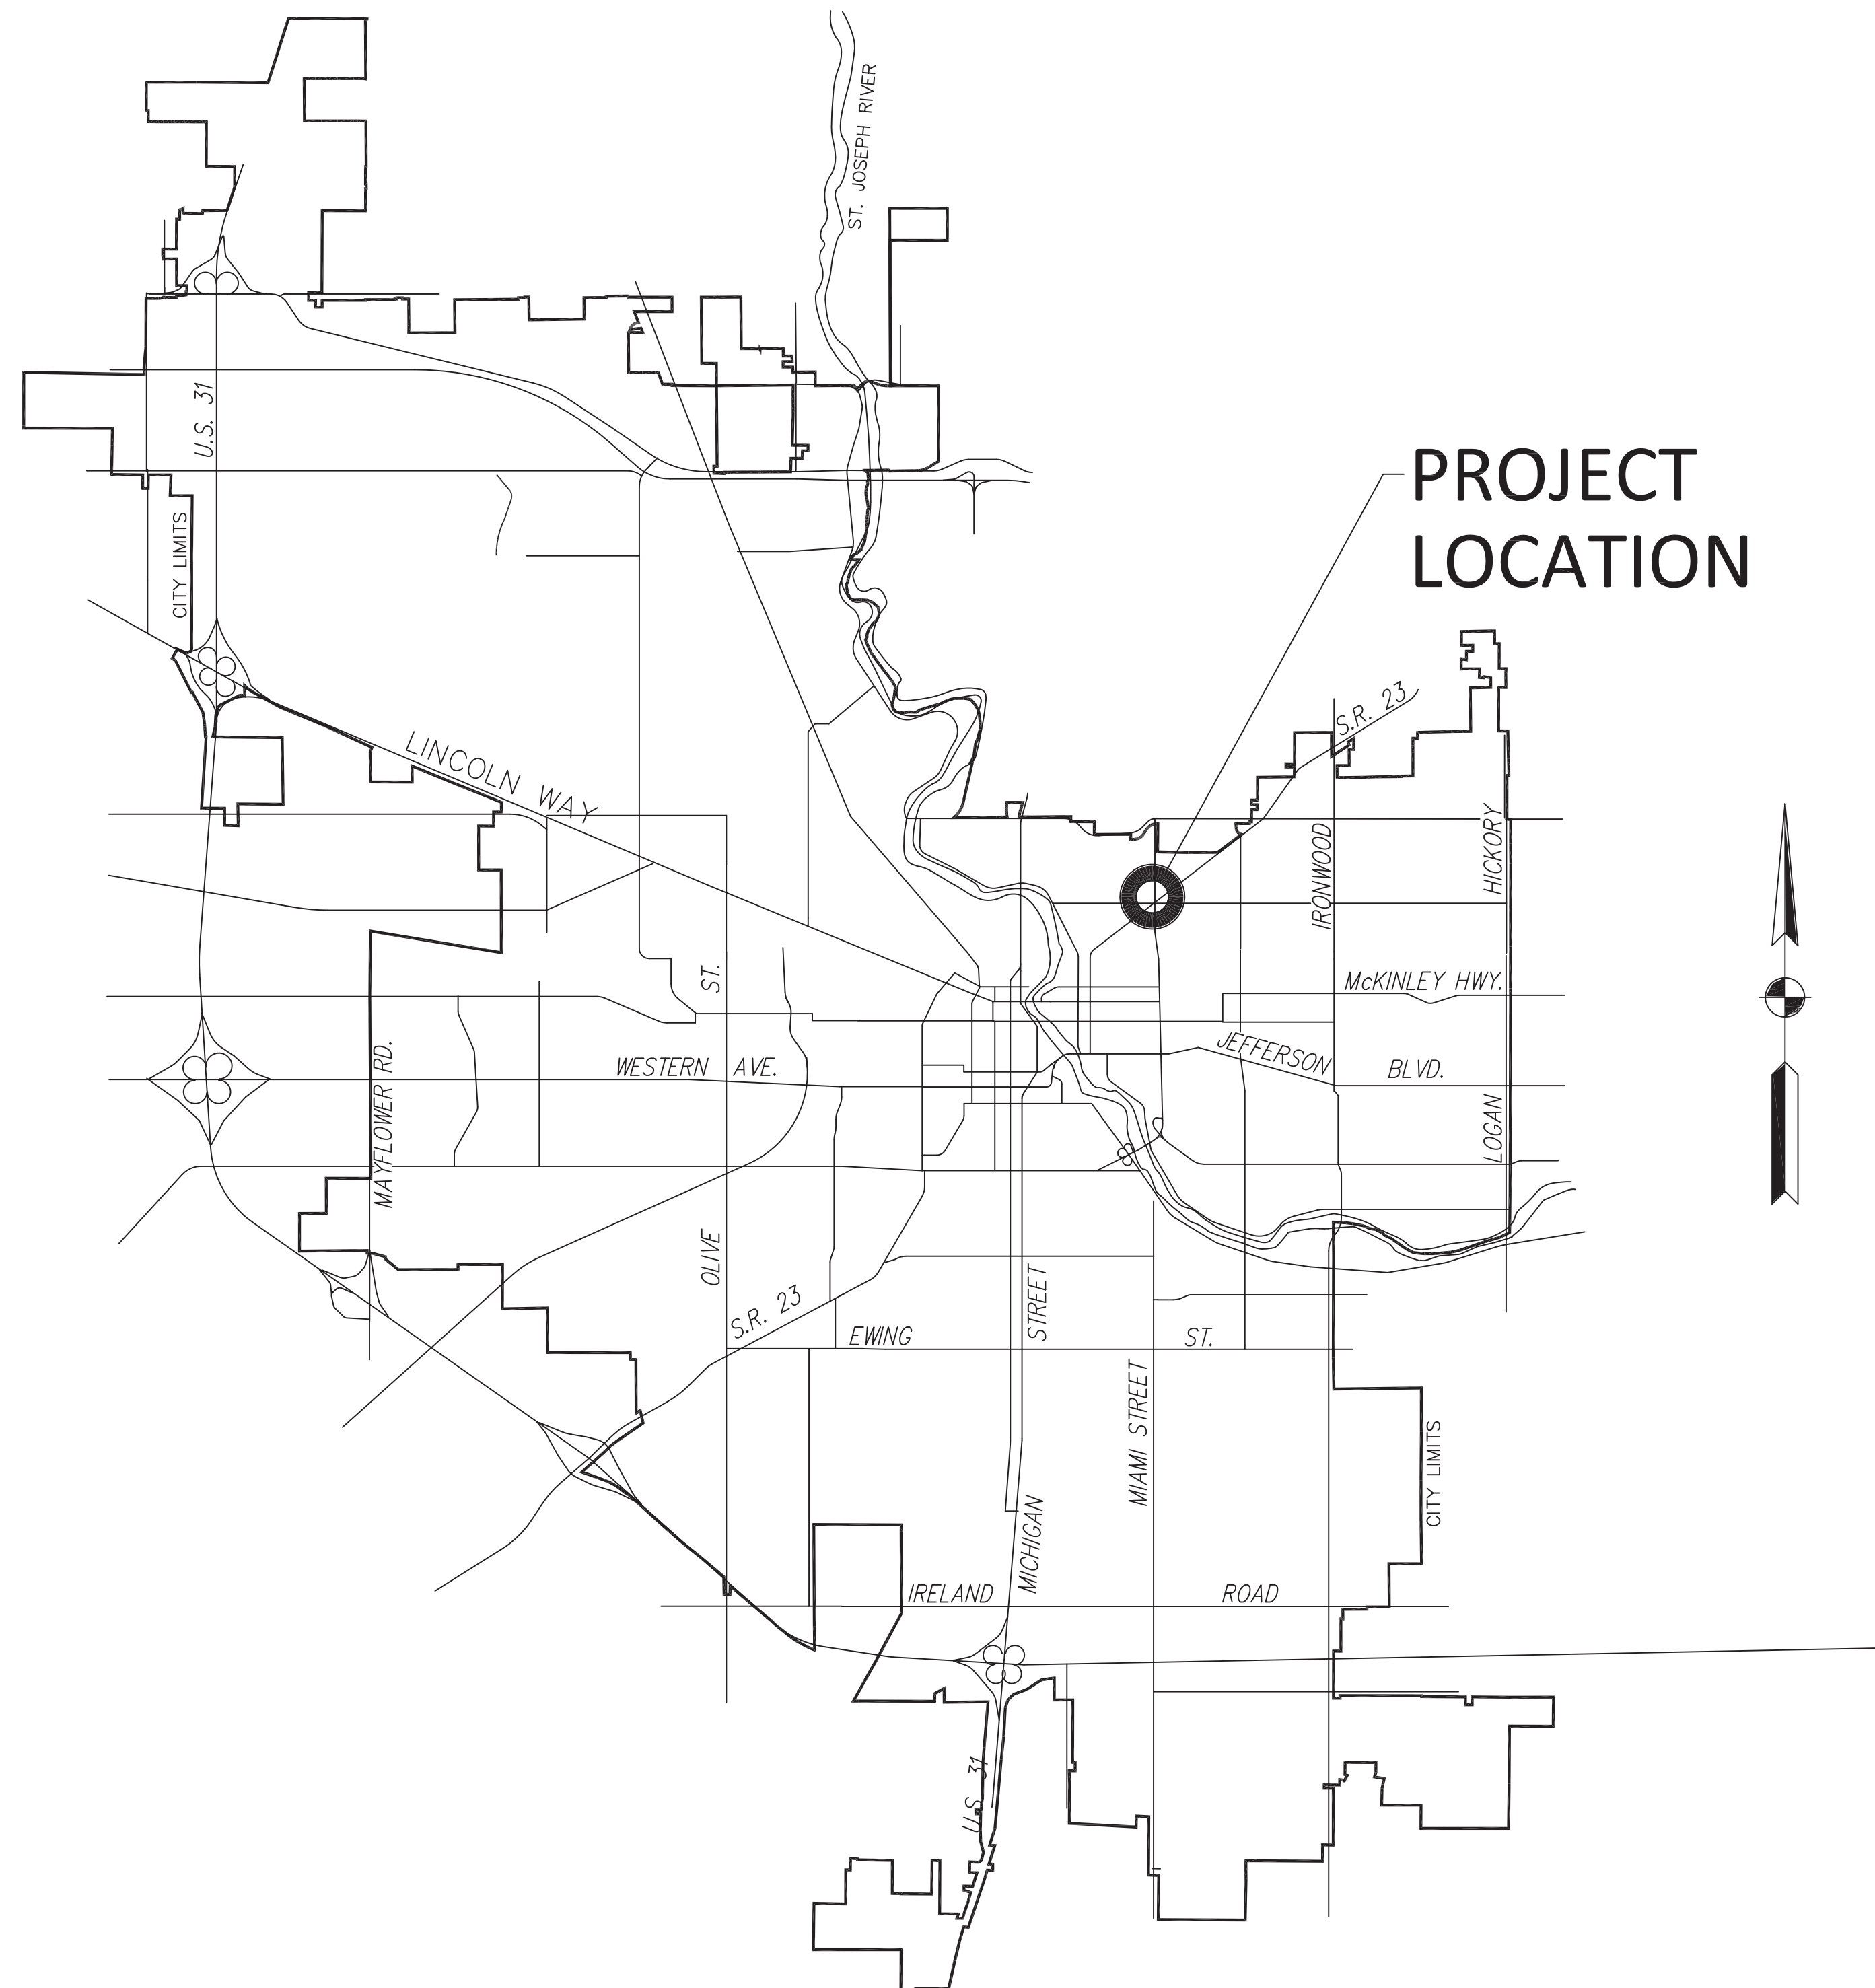 ST. JOSEPH RIVER
U.S. 31
PROJECT
LOCATION
CITY LIMITS
S.R. 23
LINCOLN WAY
IRONWOOD
HICKORY
ST.
McKINLEY HWY.
MAYFLOWER RD.
WESTERN AVE.
JEFFERSON
BLVD.
LOGAN
OLIVE
S.R. 23
STREET
EWING
ST.
MIAMI STREET
CITY LIMITS
MICHIGAN
IRELAND
ROAD
U.S. 31